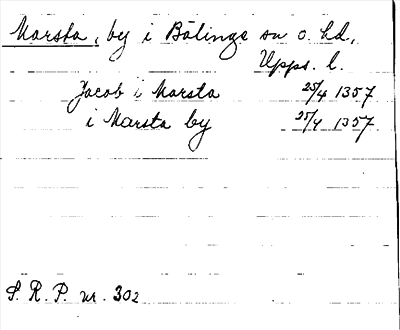 Marsta, by i Bälinge sn o. hd,
Upps. l.
Jacob i Marsta 25/4 1357
i Marsta by 25/4 1357
S. R. P. nr. 302